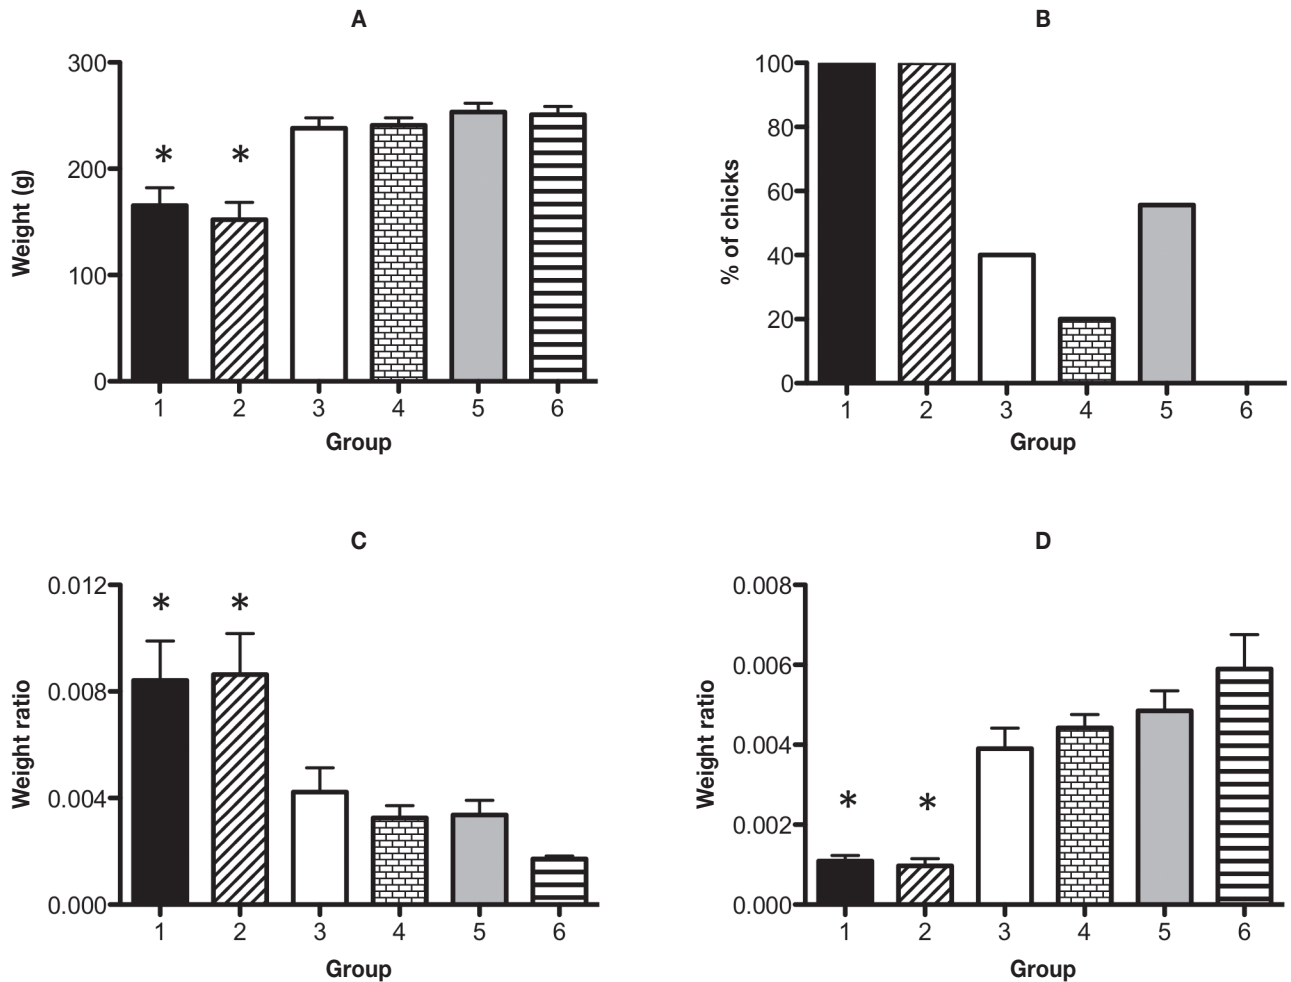 A
Weight (g)
300
200
100
0
* *
1 2 3 4 5 6
Group
B
% of chicks
100
80
60
40
20
0
1 2 3 4 5 6
Group
C
Weight ratio
0.012
0.008
0.004
0.000
* *
1 2 3 4 5 6
Group
D
Weight ratio
0.008
0.006
0.004
0.002
0.000
* *
1 2 3 4 5 6
Group